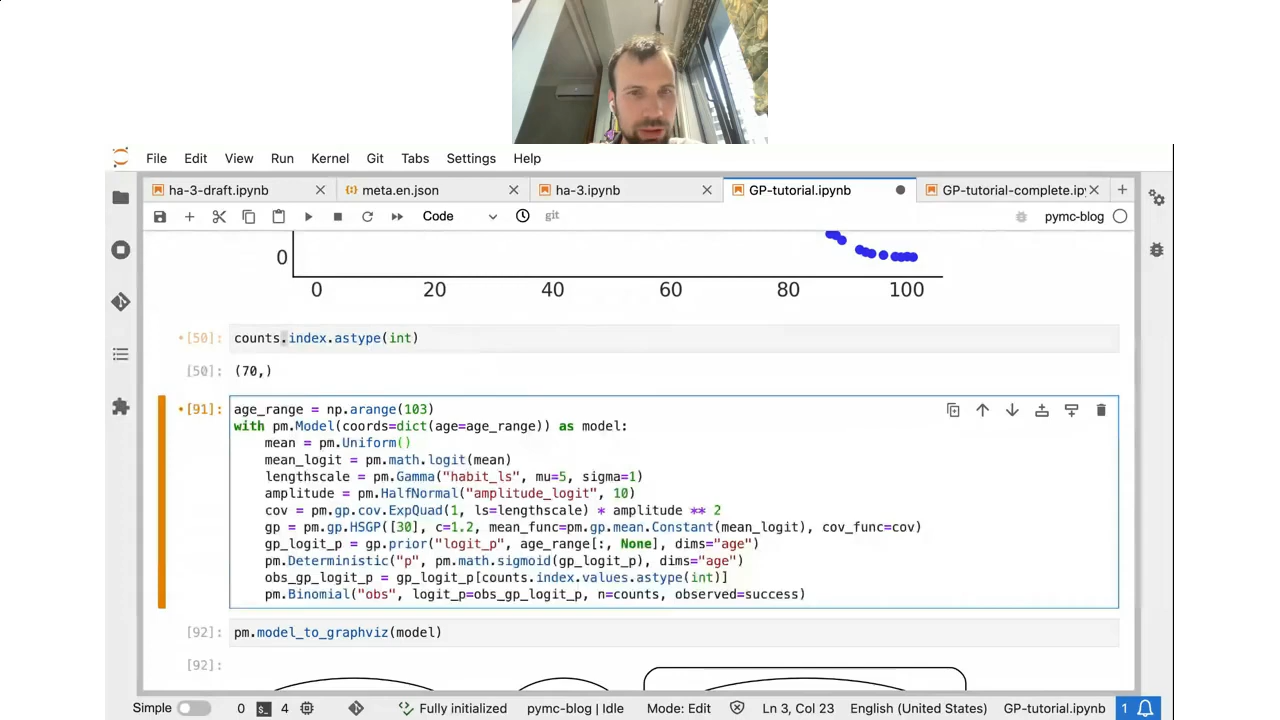 File Edit View Run Kernel Git Tabs Settings Help
ha-3-draft.ipynb meta.en.json ha-3.ipynb GP-tutorial.ipynb GP-tutorial-complete.ip
Code git pymc-blog
0
0 20 40 60 80 100
[50]: counts.index.astype(int)
[50]: (70,)
[91]: age_range = np.arange(103)
with pm.Model(coords=dict(age=age_range)) as model:
mean = pm.Uniform()
mean_logit = pm.math.logit(mean)
lengthscale = pm.Gamma("habit_ls", mu=5, sigma=1)
amplitude = pm.HalfNormal("amplitude_logit", 10)
cov = pm.gp.cov.ExpQuad(1, ls=lengthscale) * amplitude ** 2
gp = pm.gp.HSGP([30], c=1.2, mean_func=pm.gp.mean.Constant(mean_logit), cov_func=cov)
gp_logit_p = gp.prior("logit_p", age_range[:, None], dims="age")
pm.Deterministic("p", pm.math.sigmoid(gp_logit_p), dims="age")
obs_gp_logit_p = gp_logit_p[counts.index.values.astype(int)]
pm.Binomial("obs", logit_p=obs_gp_logit_p, n=counts, observed=success)
[92]: pm.model_to_graphviz(model)
[92]:
Simple 0 4 Fully initialized pymc-blog | Idle Mode: Edit Ln 3, Col 23 English (United States) GP-tutorial.ipynb 1